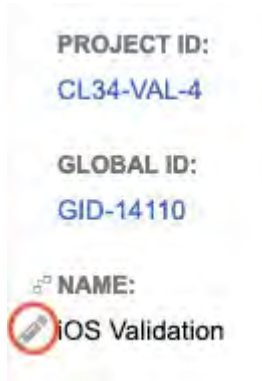 PROJECT ID:
CL34-VAL-4
GLOBAL ID:
GID-14110
NAME:
iOS Validation